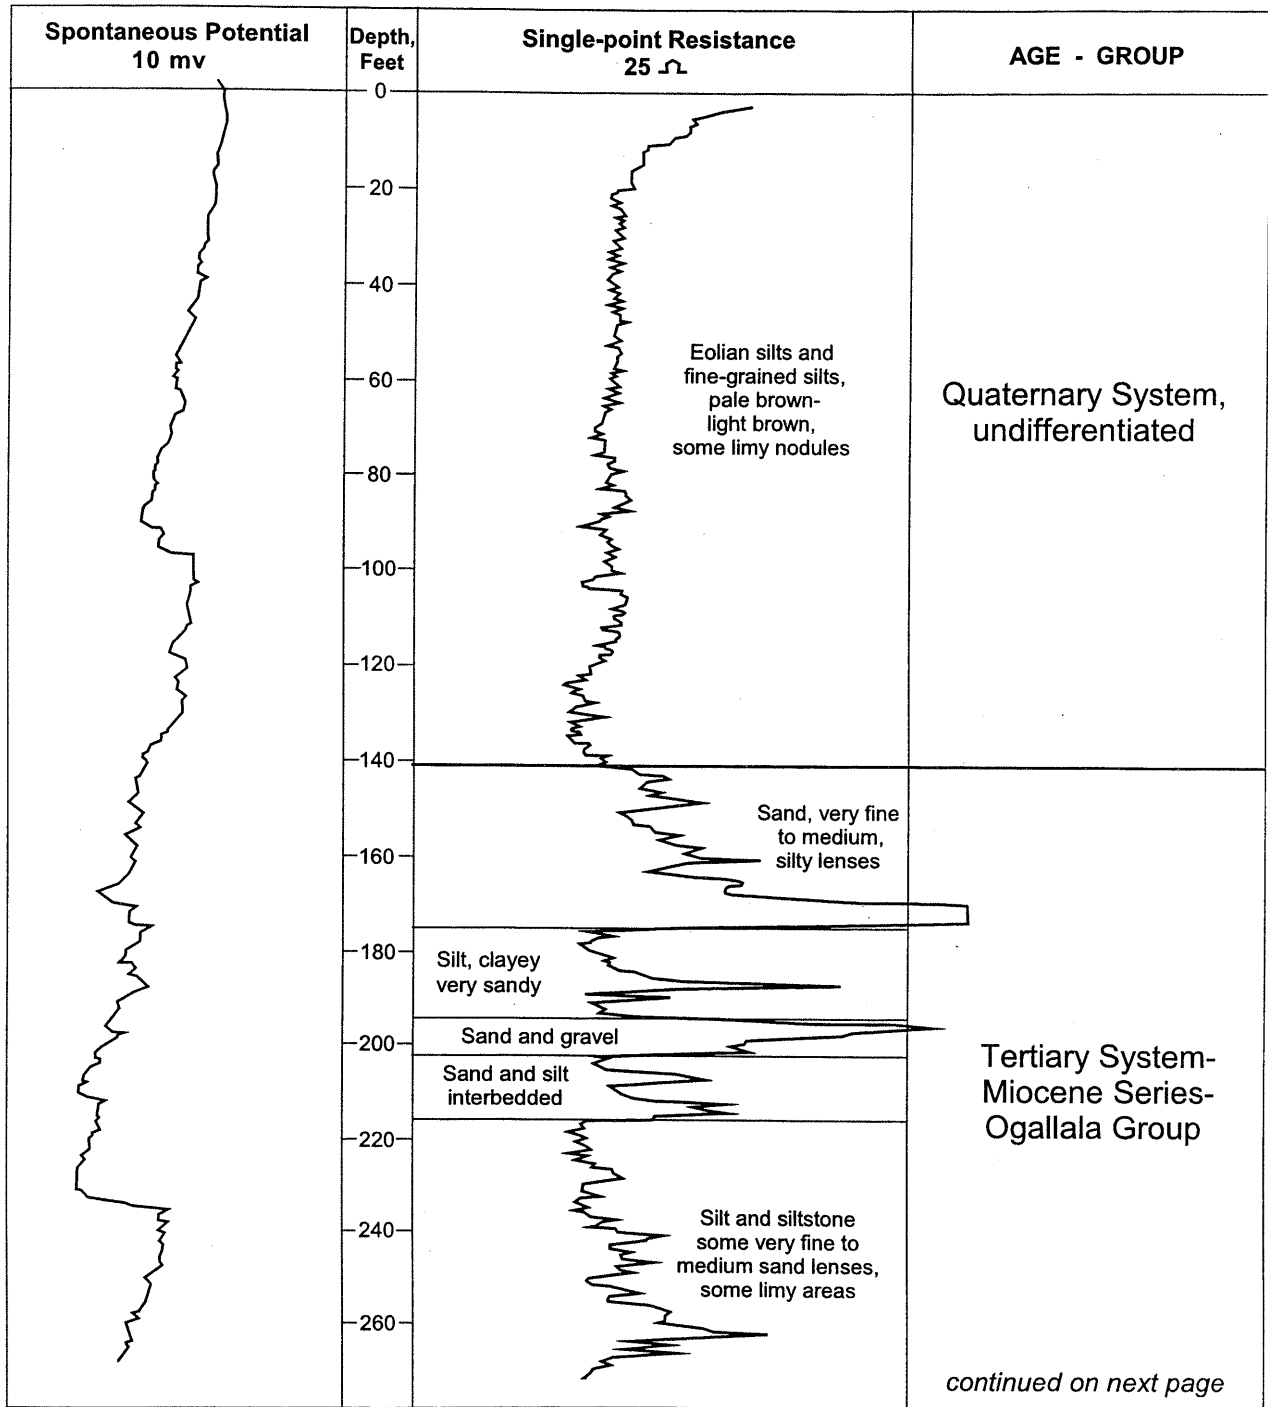 Spontaneous Potential
10 mv
Depth,
Feet
Single-point Resistance
25 Ω
AGE - GROUP
0
20
40
60
80
100
120
140
160
180
200
220
240
260
Eolian silts and
fine-grained silts,
pale brown-
light brown,
some limy nodules
Quaternary System,
undifferentiated
Sand, very fine
to medium,
silty lenses
Silt, clayey
very sandy
Sand and gravel
Sand and silt
interbedded
Silt and siltstone
some very fine to
medium sand lenses,
some limy areas
Tertiary System-
Miocene Series-
Ogallala Group
continued on next page